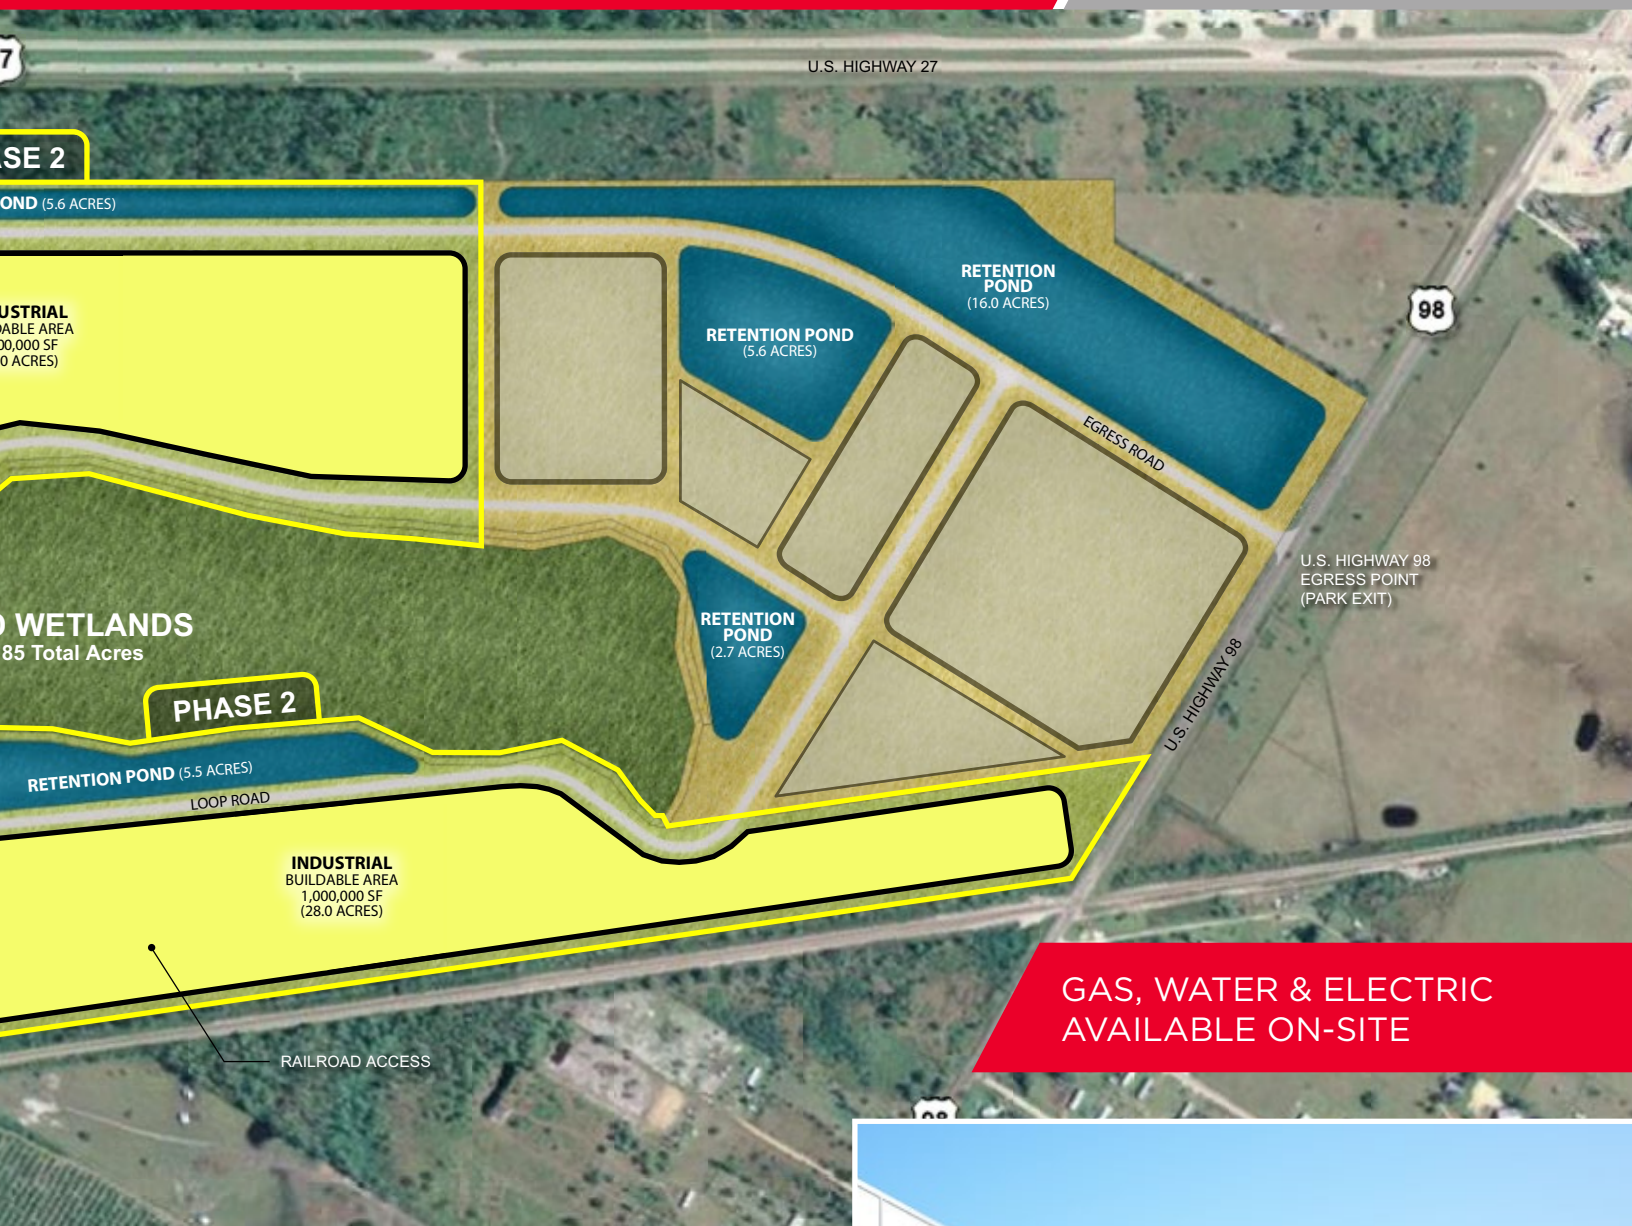 7
U.S. HIGHWAY 27
ASE 2
OND (5.6 ACRES)
USTRIAL
DABLE AREA
00,000 SF
0 ACRES)
RETENTION
POND
(16.0 ACRES)
RETENTION POND
(5.6 ACRES)
98
EGRESS ROAD
U.S. HIGHWAY 98
EGRESS POINT
(PARK EXIT)
D WETLANDS
85 Total Acres
RETENTION
POND
(2.7 ACRES)
U.S. HIGHWAY 98
PHASE 2
RETENTION POND (5.5 ACRES)
LOOP ROAD
INDUSTRIAL
BUILDABLE AREA
1,000,000 SF
(28.0 ACRES)
RAILROAD ACCESS
GAS, WATER & ELECTRIC
AVAILABLE ON-SITE
98